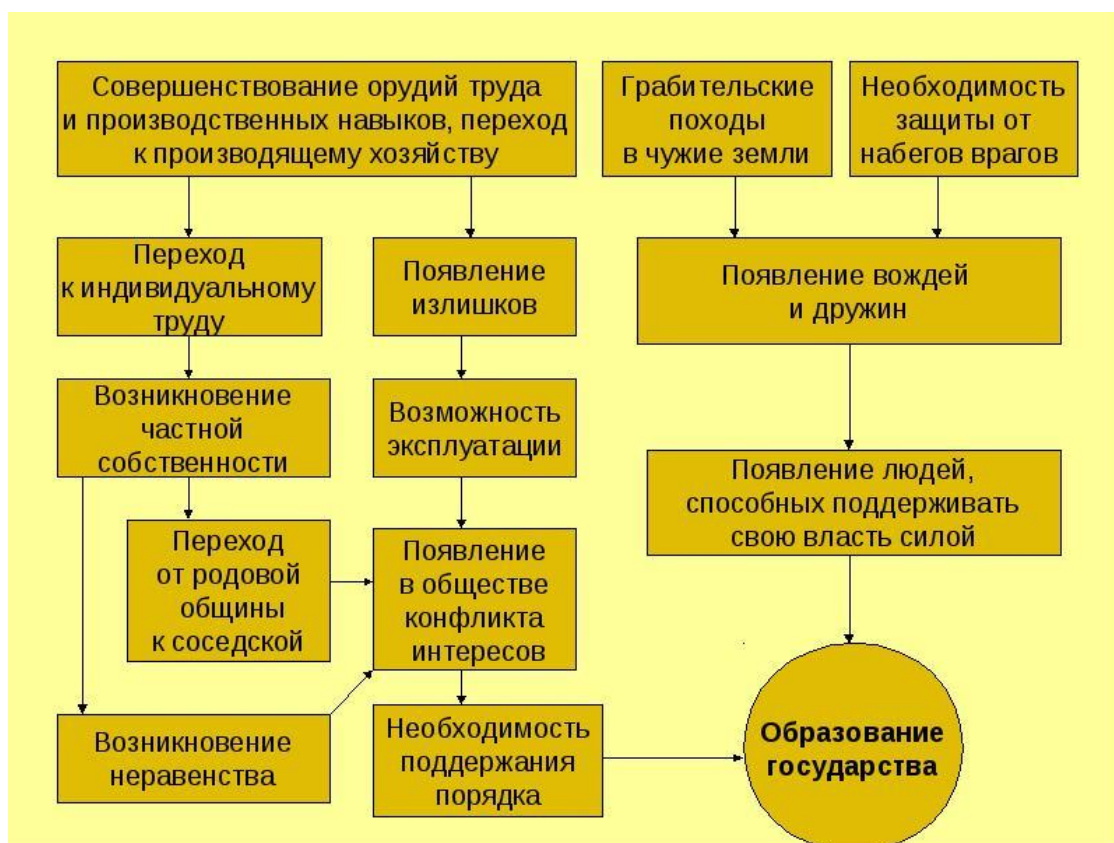 Совершенствование орудий труда
и производственных навыков, переход
к производящему хозяйству
Грабительские
походы
в чужие земли
Необходимость
защиты от
набегов врагов
Переход
к индивидуальному
труду
Появление
излишков
Появление вождей
и дружин
Возникновение
частной
собственности
Возможность
эксплуатации
Появление людей,
способных поддерживать
свою власть силой
Переход
от родовой
общины
к соседской
Появление
в обществе
конфликта
интересов
Возникновение
неравенства
Необходимость
поддержания
порядка
Образование
государства